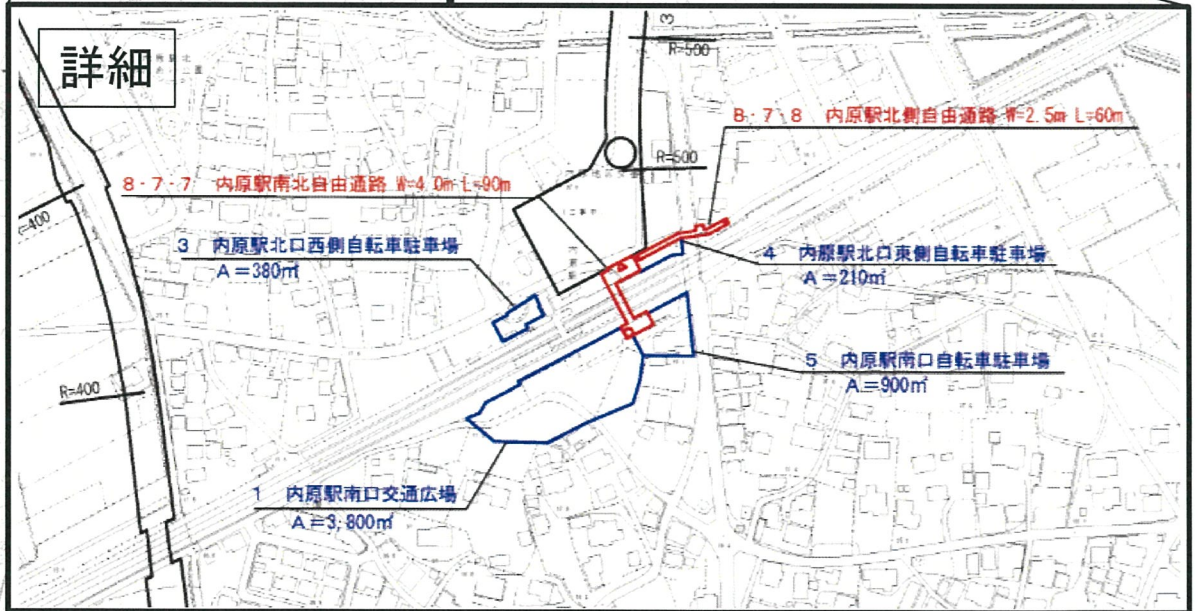 詳細
3
R=500
8・7・8 内原駅北側自由通路 W=2.5m L=60m
R=500
8・7・7 内原駅南北自由通路 W=4.0m L=90m
R=400
3 内原駅北口西側自転車駐車場
A=380㎡
4 内原駅北口東側自転車駐車場
A=210㎡
5 内原駅南口自転車駐車場
A=900㎡
R=400
1 内原駅南口交通広場
A=3,800㎡